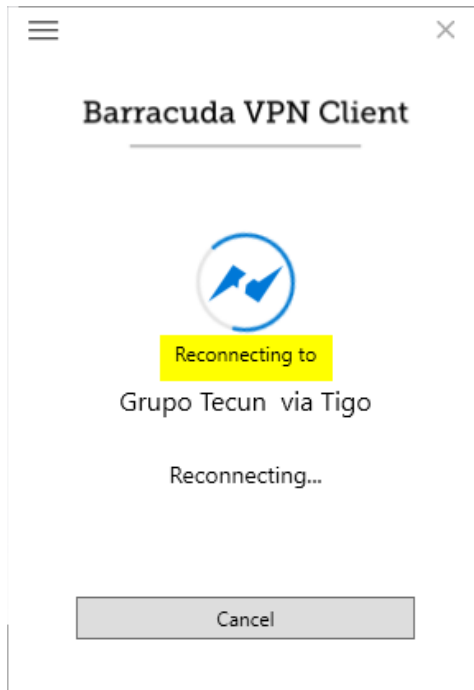 Barracuda VPN Client
Reconnecting to
Grupo Tecun  via Tigo
Reconnecting...
Cancel